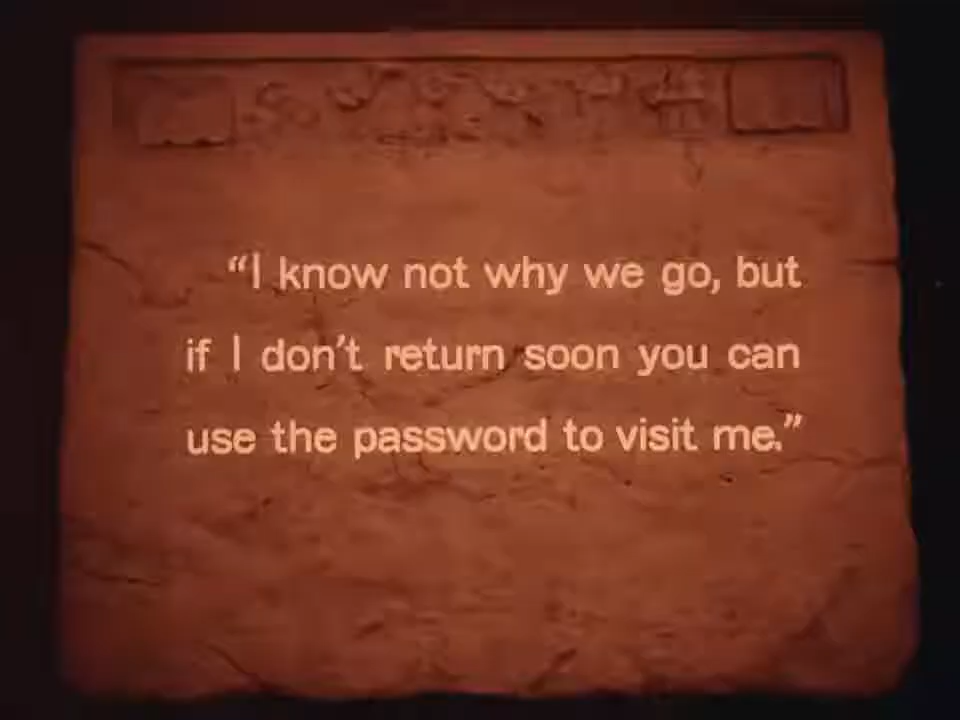 “I know not why we go, but
if I don’t return soon you can
use the password to visit me.”